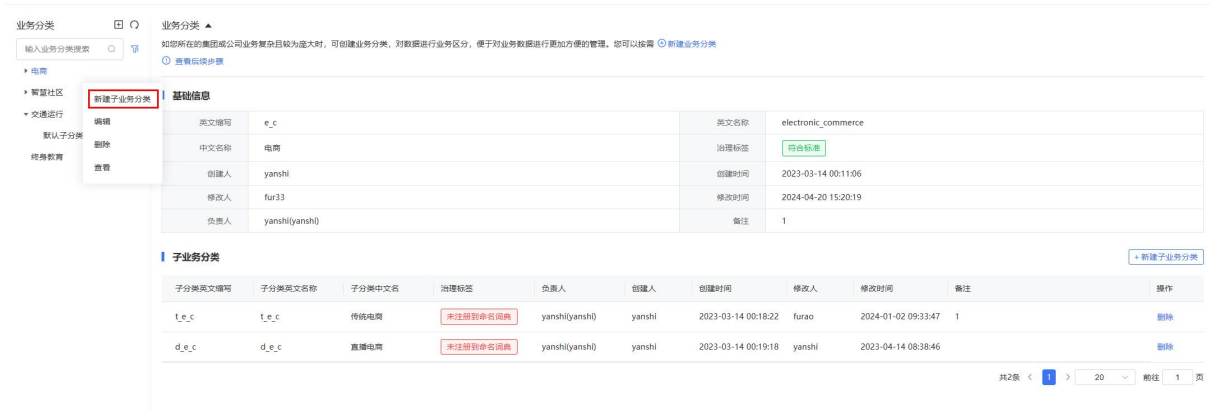 业务分类
输入业务分类搜索
电商
智慧社区
交通运行
默认子分类
终身教育
新建子业务分类
编辑
删除
查看
业务分类
如您所在的集团或公司业务复杂且较为庞大时，可创建业务分类，对数据进行业务区分，便于对业务数据进行更加方便的管理。您可以按需 新建业务分类
查看后续步骤
基础信息
英文缩写 e_c 英文名称 electronic_commerce
中文名称 电商 治理标签 符合标准
创建人 yanshi 创建时间 2023-03-14 00:11:06
修改人 fur33 修改时间 2024-04-20 15:20:19
负责人 yanshi(yanshi) 备注 1
子业务分类 + 新建子业务分类
子分类英文缩写 子分类英文名称 子分类中文名 治理标签 负责人 创建人 创建时间 修改人 修改时间 备注 操作
t_e_c t_e_c 传统电商 未注册到命名词典 yanshi(yanshi) yanshi 2023-03-14 00:18:22 furao 2024-01-02 09:33:47 1 删除
d_e_c d_e_c 直播电商 未注册到命名词典 yanshi(yanshi) yanshi 2023-03-14 00:19:18 yanshi 2023-04-14 08:38:46 删除
共2条 < 1 > 20 前往 1 页